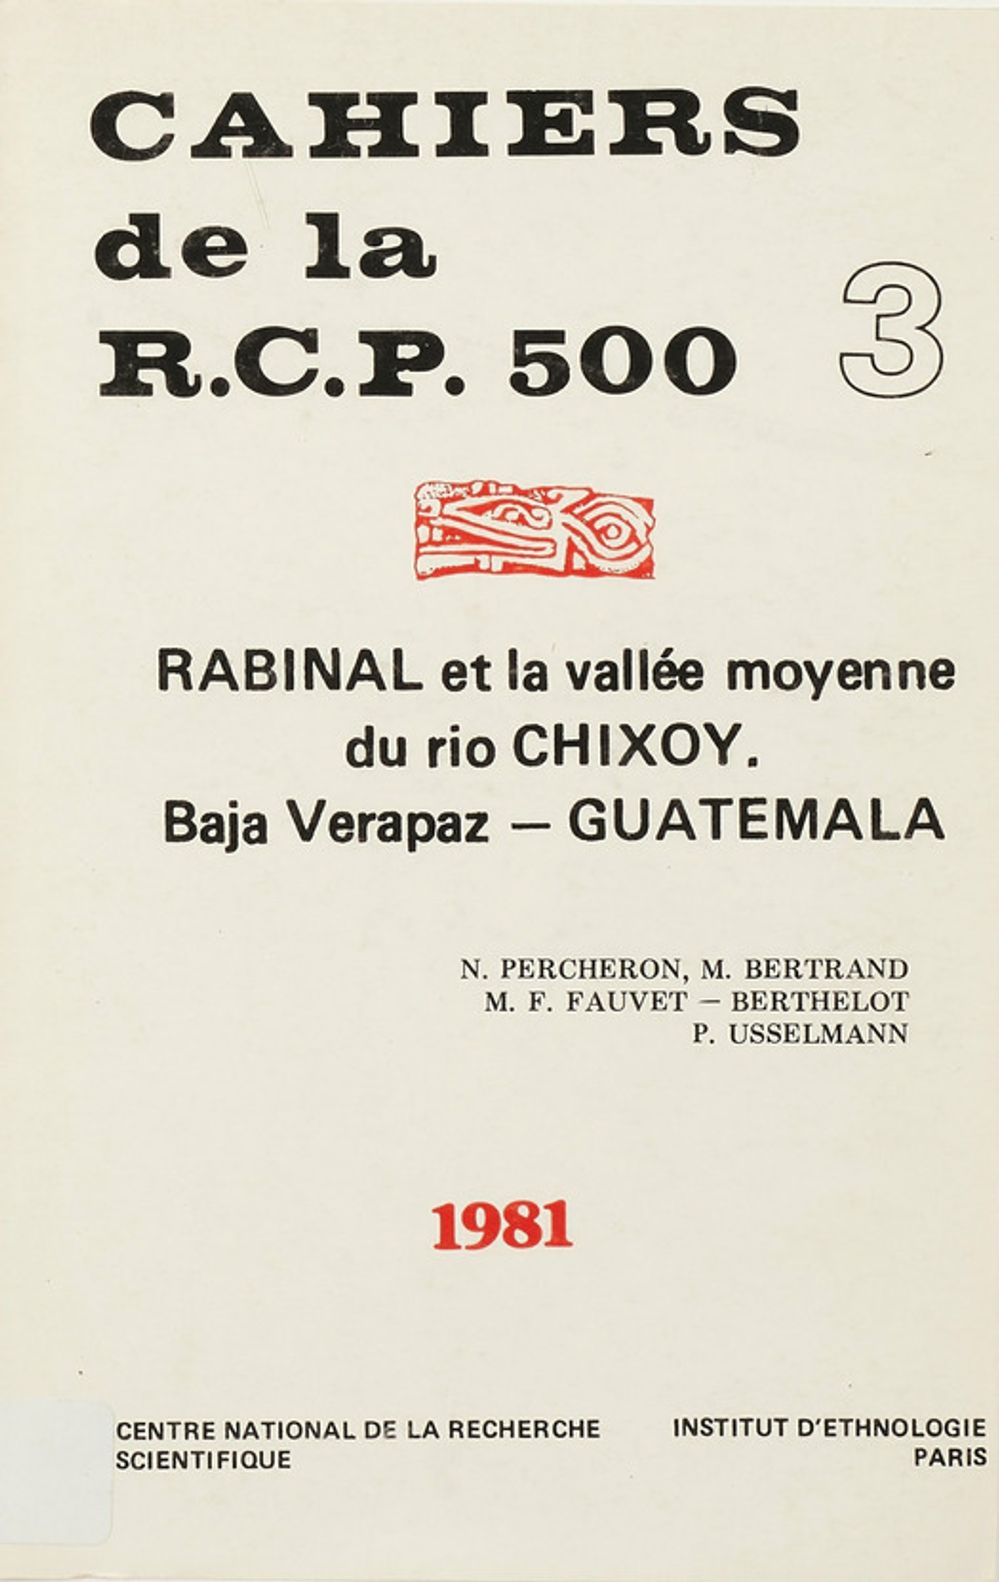 CAHIERS
de la
R.C.P. 500 3
RABINAL et la vallée moyenne
du rio CHIXOY.
Baja Verapaz — GUATEMALA
N. PERCHERON, M. BERTRAND
M. F. FAUVET — BERTHELOT
P. USSELMANN
1981
CENTRE NATIONAL DE LA RECHERCHE
SCIENTIFIQUE
INSTITUT D'ETHNOLOGIE
PARIS